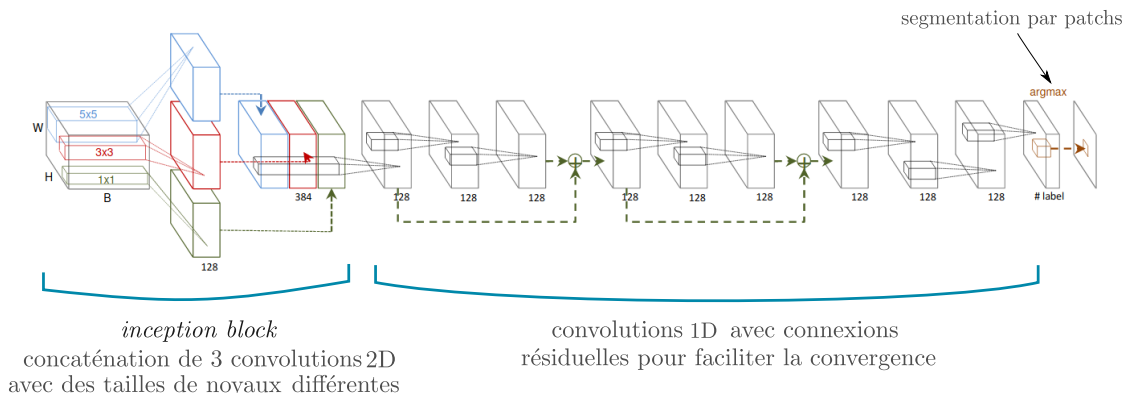 segmentation par patchs
argmax
5x5
W
3x3
H
1x1
B
128
384
128
128
128
128
128
128
128
128
128
# label
inception block
concaténation de 3 convolutions 2D
avec des tailles de novaux différentes
convolutions 1D avec connexions
résiduelles pour faciliter la convergence